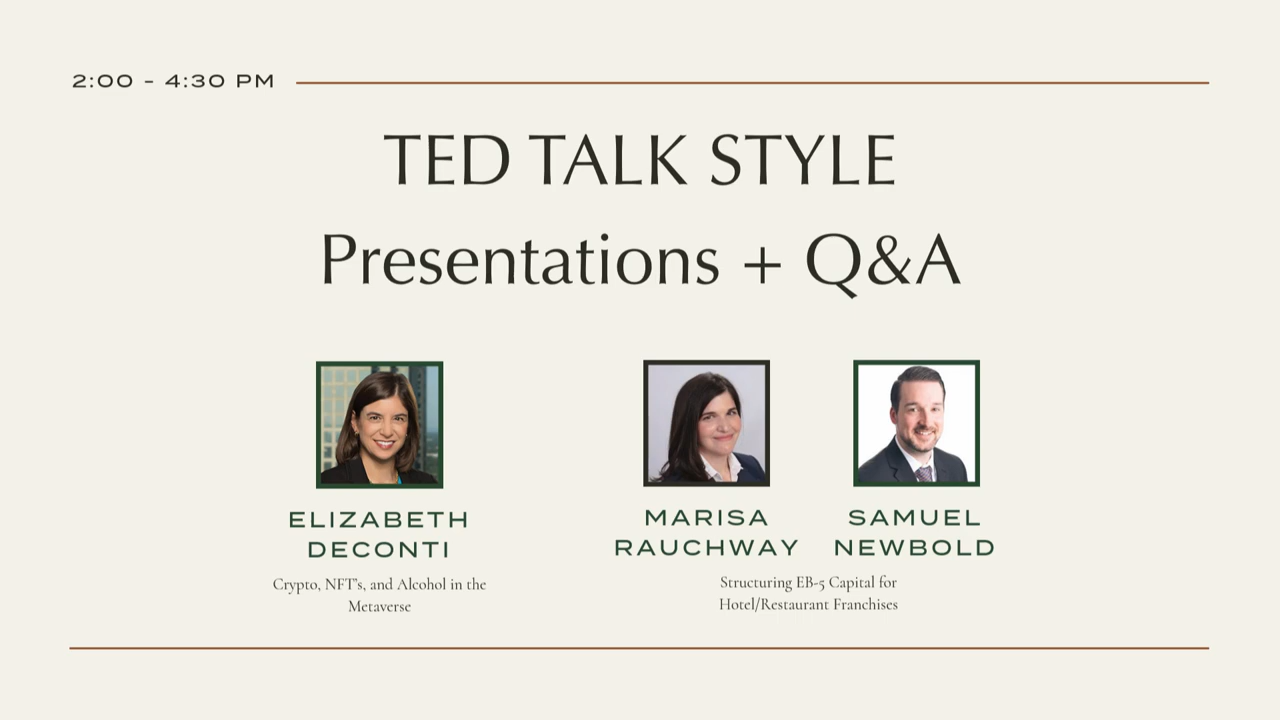 2:00 - 4:30 PM
TED TALK STYLE
Presentations + Q&A
ELIZABETH
DECONTI
Crypto, NFT's, and Alcohol in the
Metaverse
MARISA
RAUCHWAY
SAMUEL
NEWBOLD
Structuring EB-5 Capital for
Hotel/Restaurant Franchises